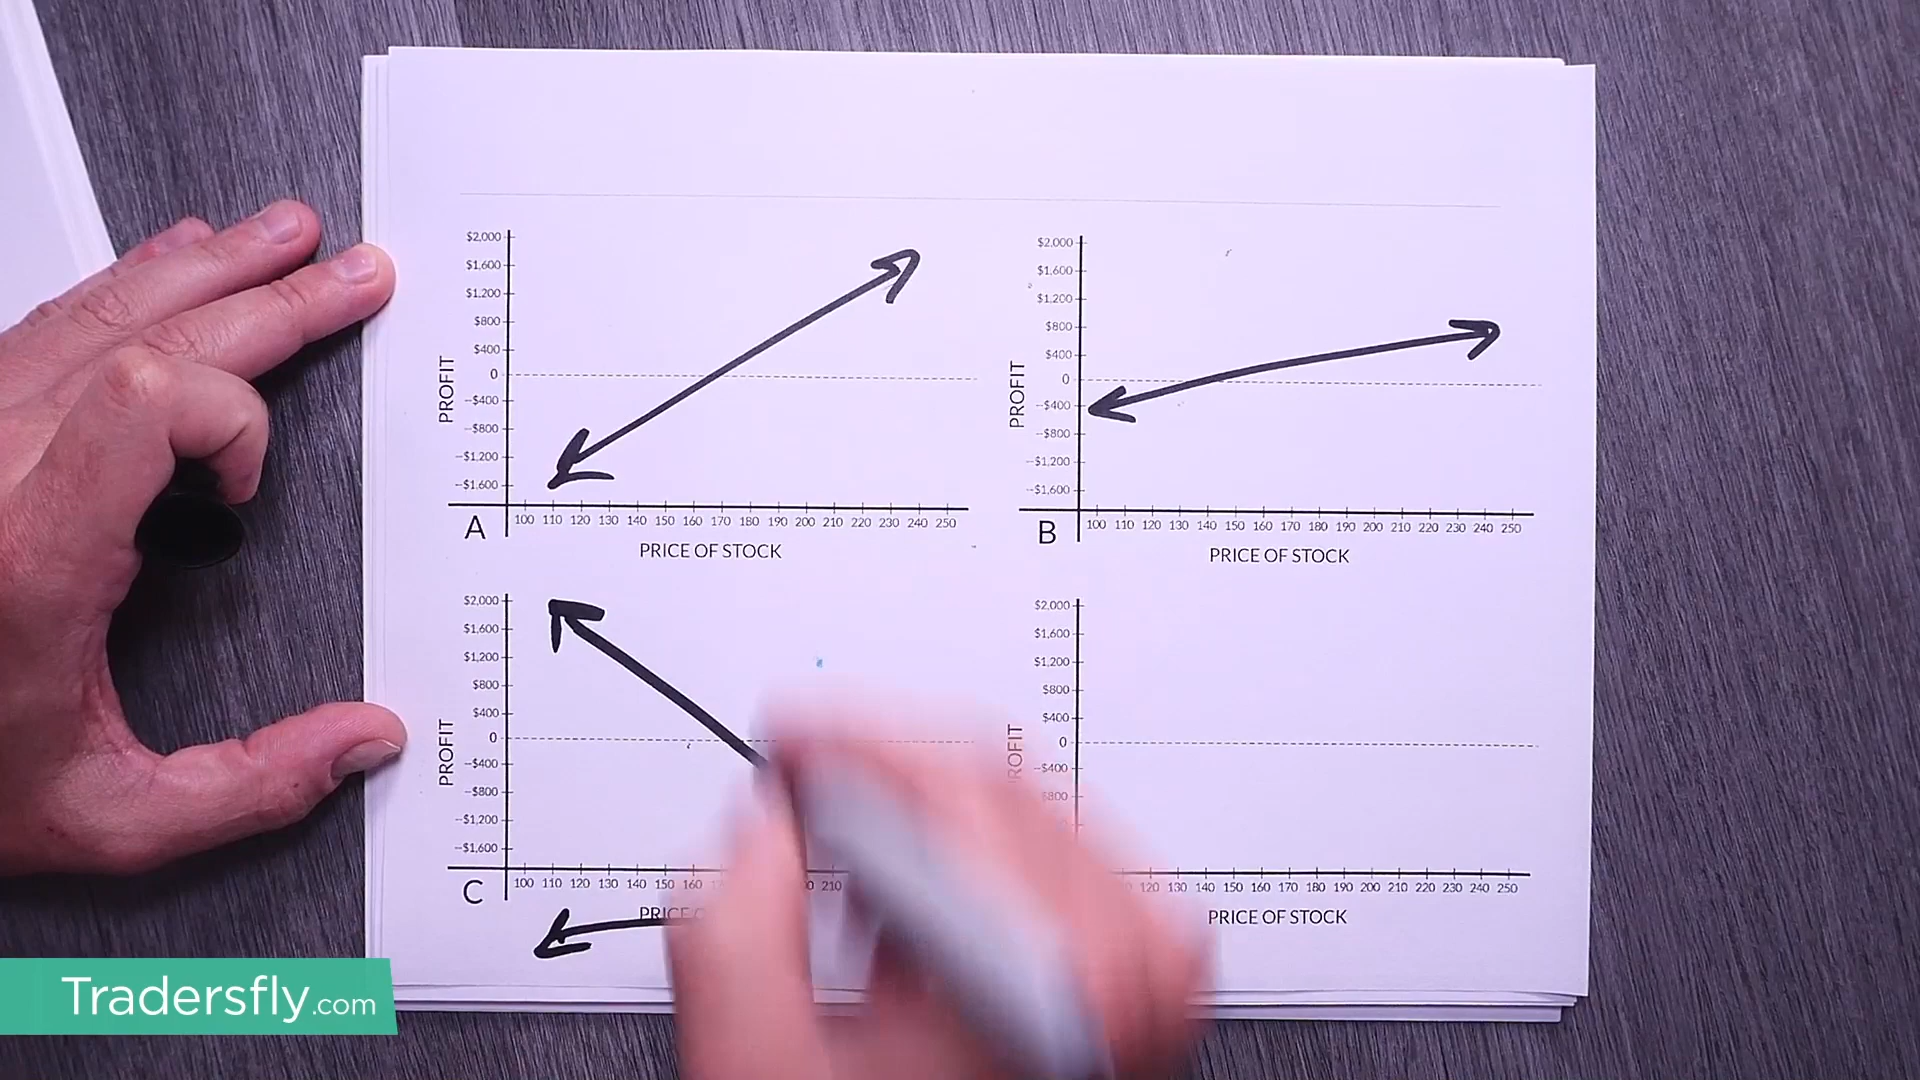 $2,000
$1,600
$1,200
$800
$400
0
–$400
–$800
–$1,200
–$1,600
PROFIT
100 110 120 130 140 150 160 170 180 190 200 210 220 230 240 250
A
PRICE OF STOCK
$2,000
$1,600
$1,200
$800
$400
0
–$400
–$800
–$1,200
–$1,600
PROFIT
100 110 120 130 140 150 160 170 180 190 200 210 220 230 240 250
B
PRICE OF STOCK
$2,000
$1,600
$1,200
$800
$400
0
–$400
–$800
–$1,200
–$1,600
PROFIT
100 110 120 130 140 150 160 210
C
PRICE
$2,000
$1,600
$1,200
$800
$400
0
–$400
PROFIT
120 130 140 150 160 170 180 190 200 210 220 230 240 250
PRICE OF STOCK
Tradersfly.com